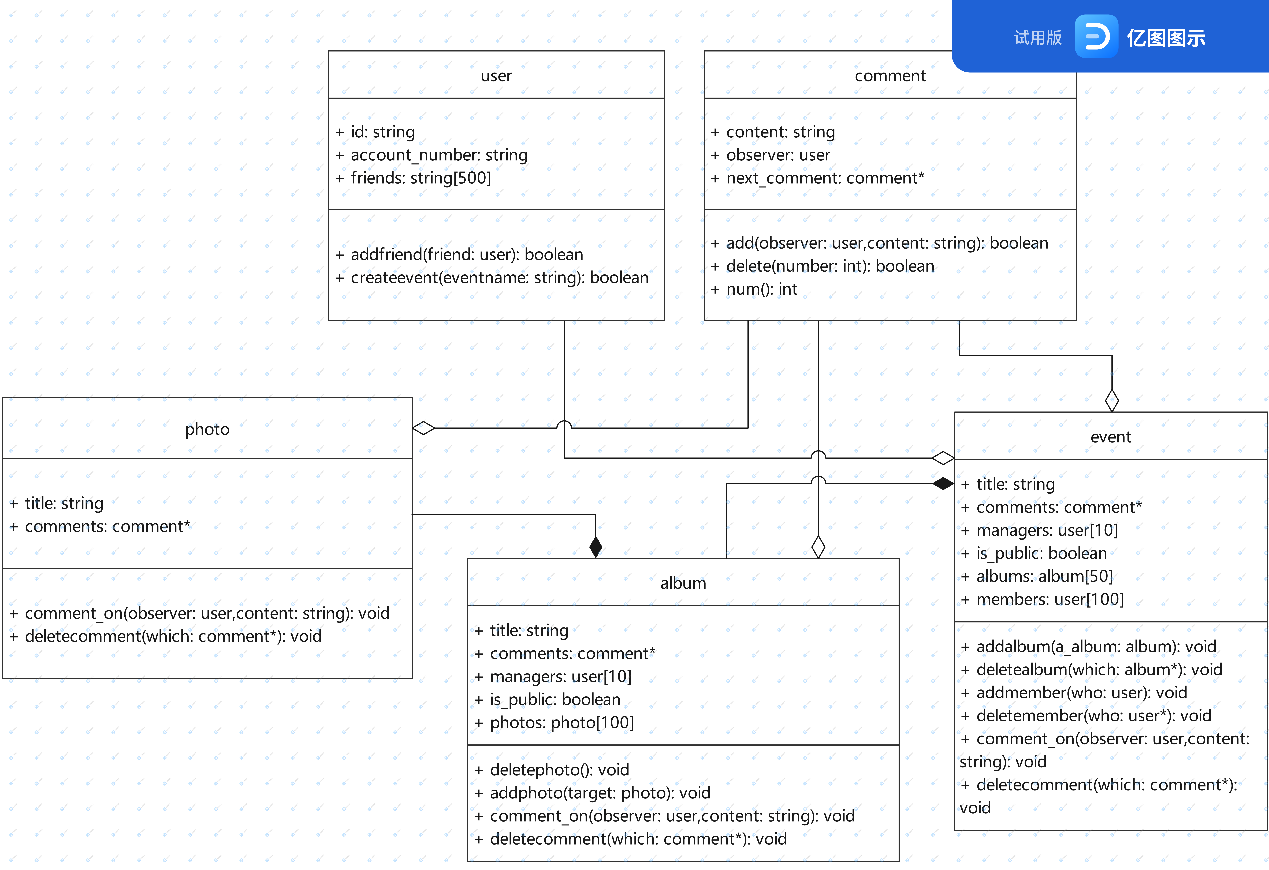 试用版 亿图图示
user
+ id: string
+ account_number: string
+ friends: string[500]
+ addfriend(friend: user): boolean
+ createevent(eventname: string): boolean
comment
+ content: string
+ observer: user
+ next_comment: comment*
+ add(observer: user,content: string): boolean
+ delete(number: int): boolean
+ num(): int
photo
+ title: string
+ comments: comment*
+ comment_on(observer: user,content: string): void
+ deletecomment(which: comment*): void
album
+ title: string
+ comments: comment*
+ managers: user[10]
+ is_public: boolean
+ photos: photo[100]
+ deletephoto(): void
+ addphoto(target: photo): void
+ comment_on(observer: user,content: string): void
+ deletecomment(which: comment*): void
event
+ title: string
+ comments: comment*
+ managers: user[10]
+ is_public: boolean
+ albums: album[50]
+ members: user[100]
+ addalbum(a_album: album): void
+ deletealbum(which: album*): void
+ addmember(who: user): void
+ deletemember(who: user*): void
+ comment_on(observer: user,content:
string): void
+ deletecomment(which: comment*):
void